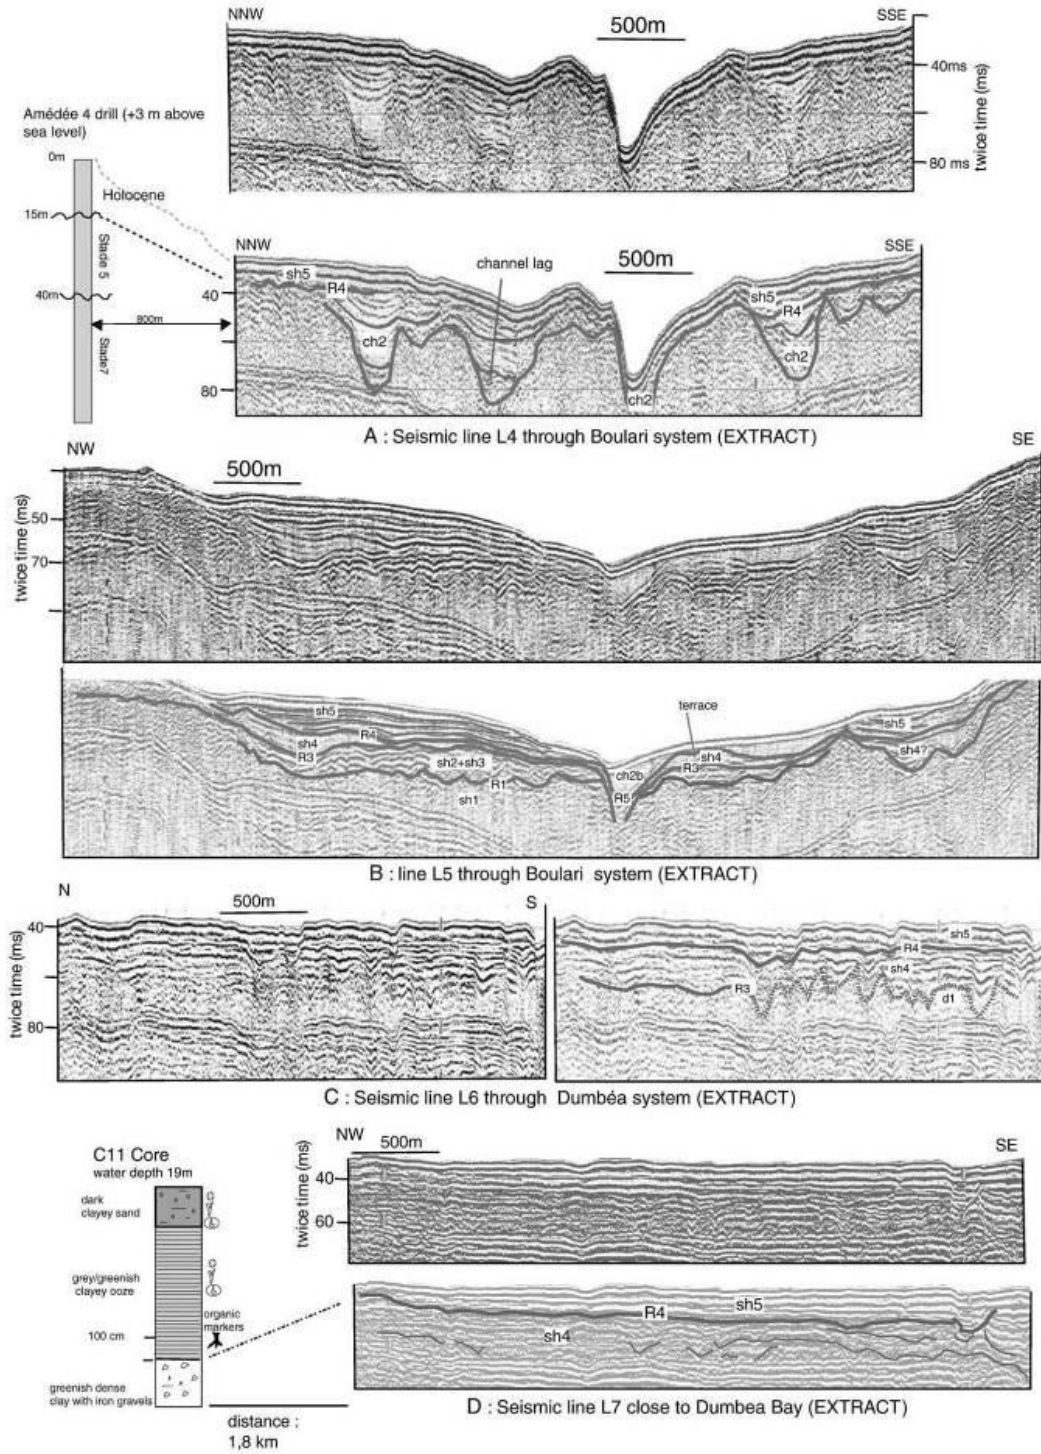 NNW
500m
SSE
40ms
80 ms
twice time (ms)
Amédée 4 drill (+3 m above
sea level)
0m
Holocene
15m
Stade 5
40m
800m
Stade7
NNW
channel lag
500m
SSE
sh5
R4
40
ch2
80
sh5
R4
ch2
ch2
A : Seismic line L4 through Boulari system (EXTRACT)
NW
500m
SE
twice time (ms)
50
70
sh5
terrace
sh5
sh4
R4
sh4
sh4?
R3
sh2+sh3
R3
ch2b
R1
R5
sh1
B : line L5 through Boulari system (EXTRACT)
N
500m
S
twice time (ms)
40
80
sh5
R4
sh4
R3
d1
C : Seismic line L6 through Dumbéa system (EXTRACT)
C11 Core
water depth 19m
dark
clayey sand
grey/greenish
clayey ooze
organic
markers
100 cm
greenish dense
clay with iron gravels
distance :
1,8 km
NW
500m
SE
twice time (ms)
40
60
sh5
R4
sh4
D : Seismic line L7 close to Dumbea Bay (EXTRACT)